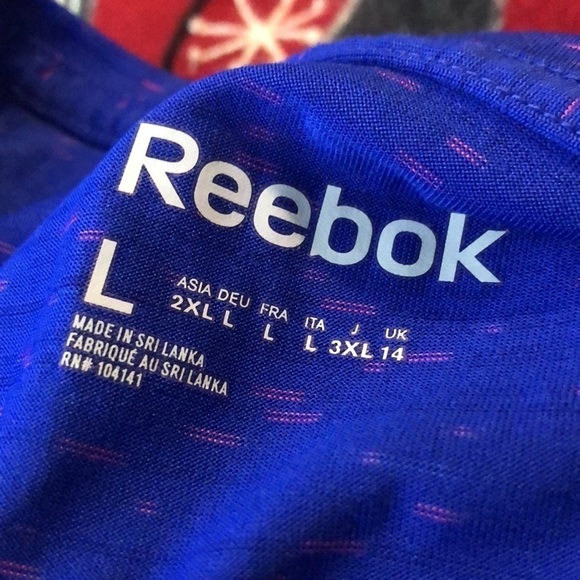 Reebok
L
ASIA DEU FRA ITA J UK
2XL L L L 3XL 14
MADE IN SRI LANKA
FABRIQUÉ AU SRI LANKA
RN# 104141